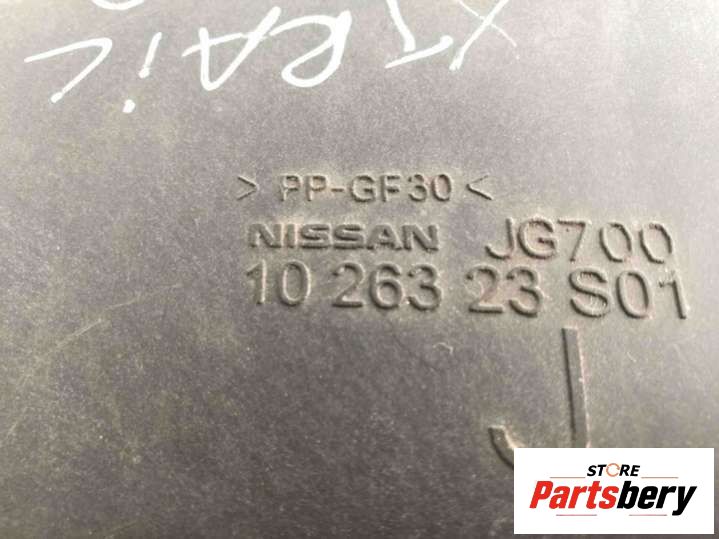 XTRAIL
> PP-GF30 <
NISSAN JG700
10 263 23 S01
J
STORE
Partsbery